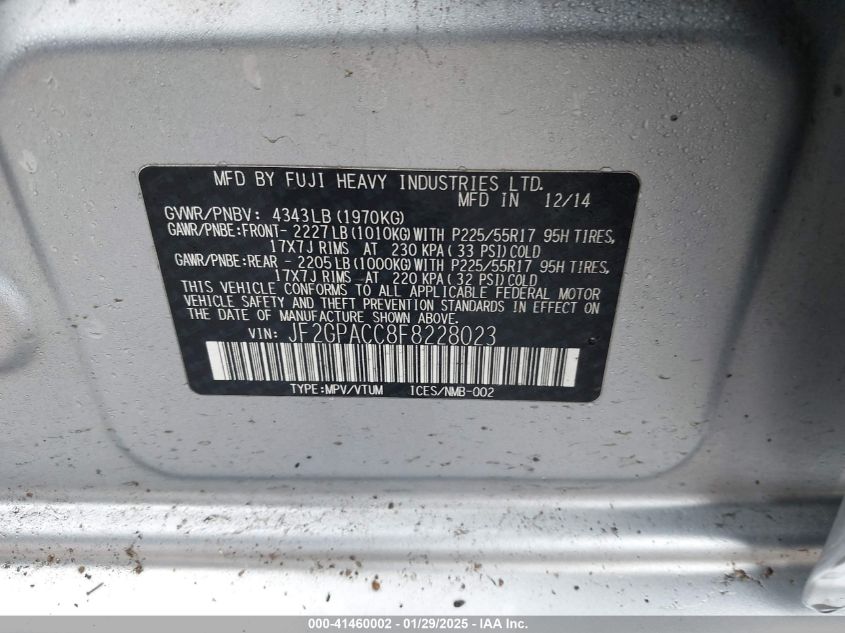 MFD BY FUJI HEAVY INDUSTRIES LTD.
MFD IN 12/14
GVWR/PNBV: 4343LB(1970KG)
GAWR/PNBE:FRONT- 2227LB(1010KG)WITH P225/55R17 95H TIRES,
17X7J RIMS AT 230 KPA(33 PSI)COLD
GAWR/PNBE:REAR - 2205LB(1000KG)WITH P225/55R17 95H TIRES,
17X7J RIMS AT 220 KPA(32 PSI)COLD
THIS VEHICLE CONFORMS TO ALL APPLICABLE FEDERAL MOTOR
VEHICLE SAFETY AND THEFT PREVENTION STANDARDS IN EFFECT ON
THE DATE OF MANUFACTURE SHOWN ABOVE.
VIN: JF2GPACC8F8228023
TYPE:MPV/VTUM ICES/NMB-002
000-41460002 - 01/29/2025 - IAA Inc.